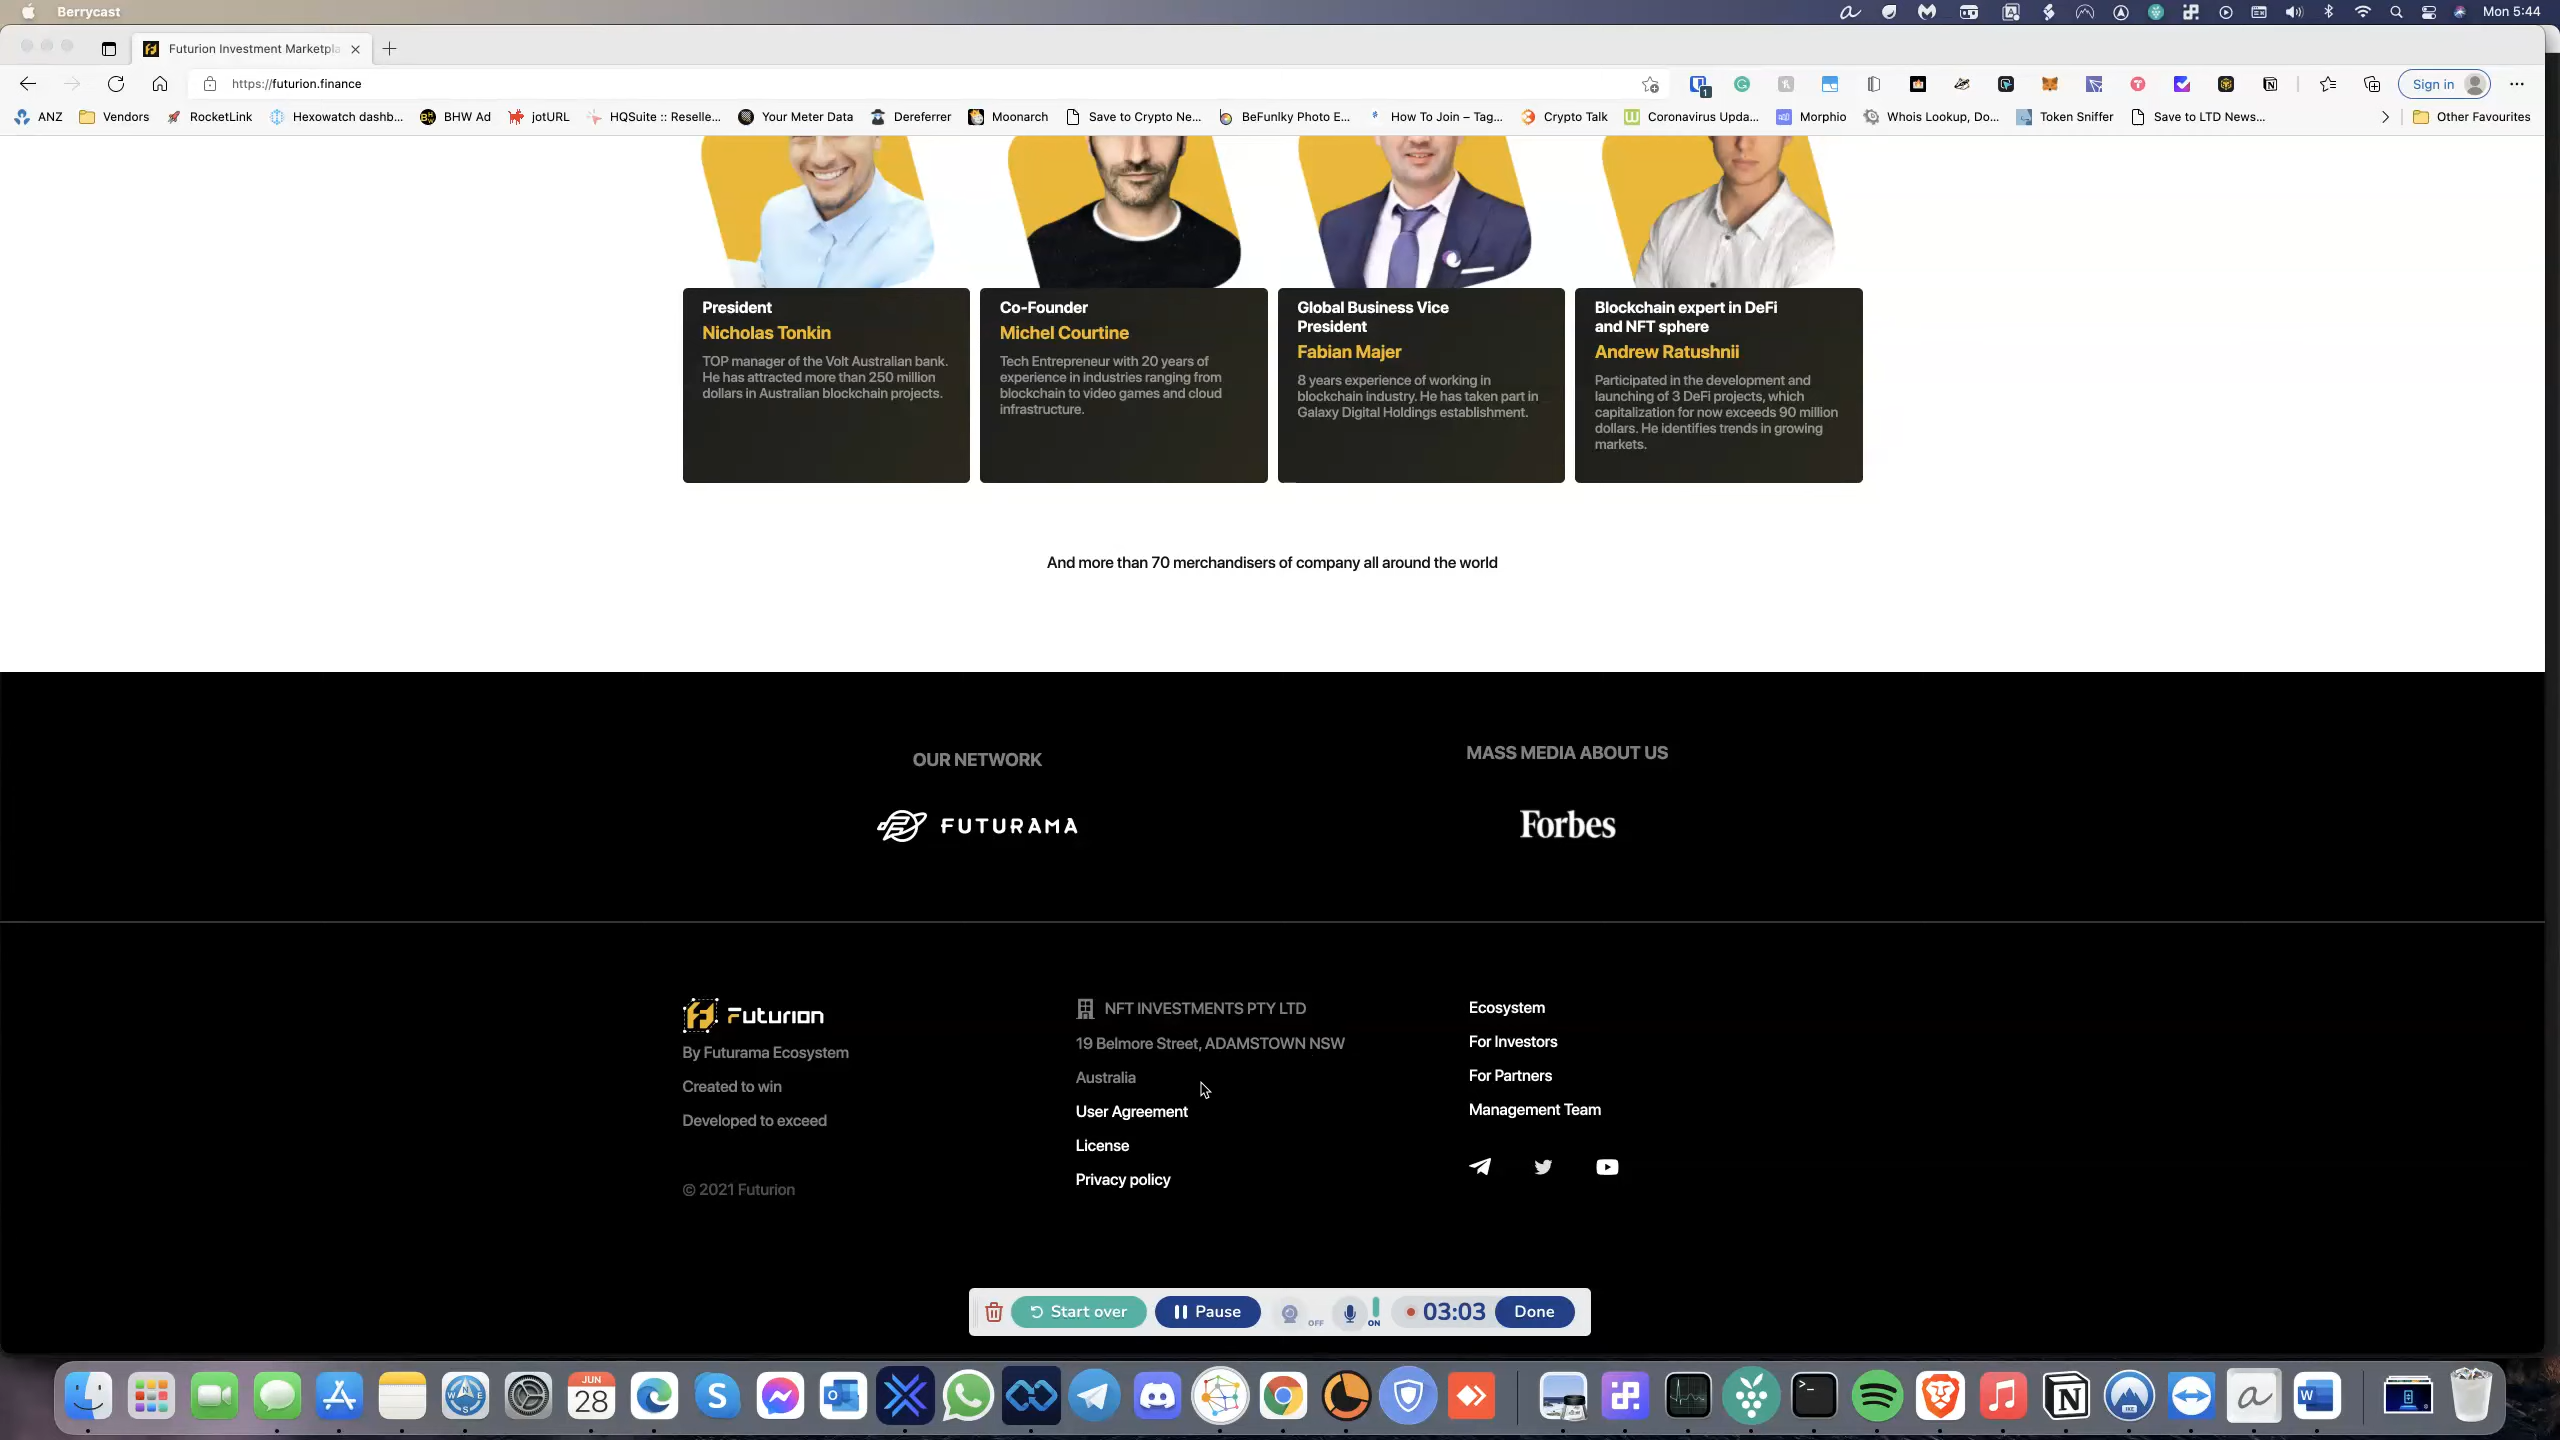 Berrycast
Mon 5:44
Futurion Investment Marketpla
https://futurion.finance
Sign in
ANZ
Vendors
RocketLink
Hexowatch dashb...
BHW Ad
jotURL
HQSuite :: Reselle...
Your Meter Data
Dereferrer
Moonarch
Save to Crypto Ne...
BeFunlky Photo E...
How To Join – Tag...
Crypto Talk
Coronavirus Upda...
Morphio
Whois Lookup, Do...
Token Sniffer
Save to LTD News...
Other Favourites
President
Nicholas Tonkin
TOP manager of the Volt Australian bank.
He has attracted more than 250 million
dollars in Australian blockchain projects.
Co-Founder
Michel Courtine
Tech Entrepreneur with 20 years of
experience in industries ranging from
blockchain to video games and cloud
infrastructure.
Global Business Vice
President
Fabian Majer
8 years experience of working in
blockchain industry. He has taken part in
Galaxy Digital Holdings establishment.
Blockchain expert in DeFi
and NFT sphere
Andrew Ratushnii
Participated in the development and
launching of 3 DeFi projects, which
capitalization for now exceeds 90 million
dollars. He identifies trends in growing
markets.
And more than 70 merchandisers of company all around the world
OUR NETWORK
FUTURAMA
MASS MEDIA ABOUT US
Forbes
Futurion
By Futurama Ecosystem
Created to win
Developed to exceed
© 2021 Futurion
NFT INVESTMENTS PTY LTD
19 Belmore Street, ADAMSTOWN NSW
Australia
User Agreement
License
Privacy policy
Ecosystem
For Investors
For Partners
Management Team
Start over
Pause
OFF
ON
03:03
Done
JUN
28